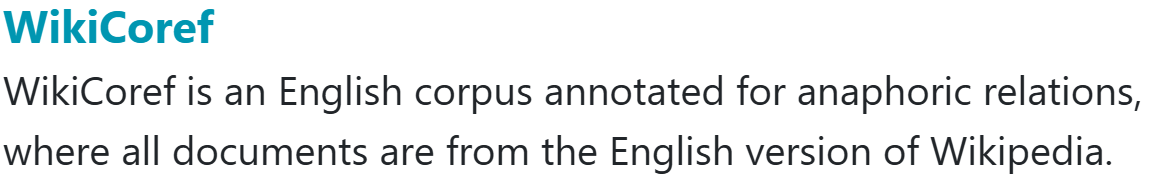 WikiCoref
WikiCoref is an English corpus annotated for anaphoric relations,
where all documents are from the English version of Wikipedia.